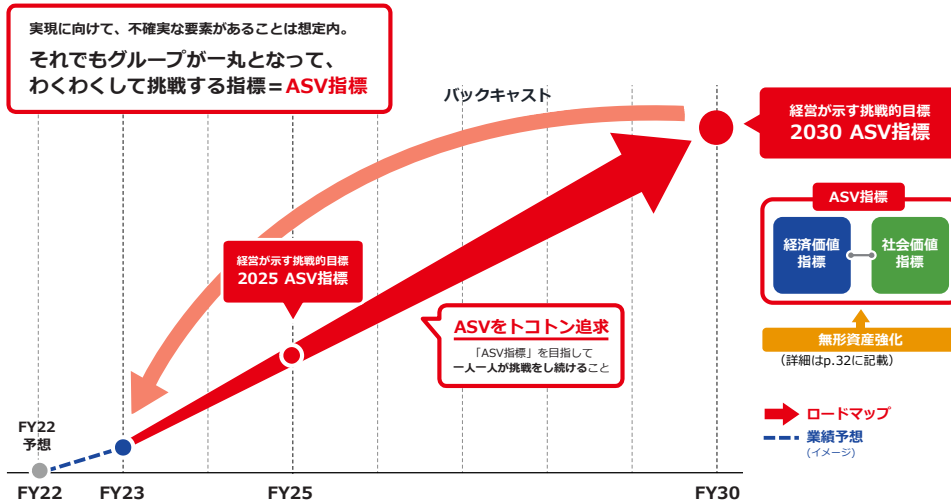 実現に向けて、不確実な要素があることは想定内。
それでもグループが一丸となって、
わくわくして挑戦する指標＝ASV指標
バックキャスト
経営が示す挑戦的目標
2030 ASV指標
ASV指標
経済価値
指標
社会価値
指標
無形資産強化
(詳細はp.32に記載)
経営が示す挑戦的目標
2025 ASV指標
ASVをトコトン追求
「ASV指標」を目指して
一人一人が挑戦をし続けること
ロードマップ
業績予想
(イメージ)
FY22
予想
FY22
FY23
FY25
FY30